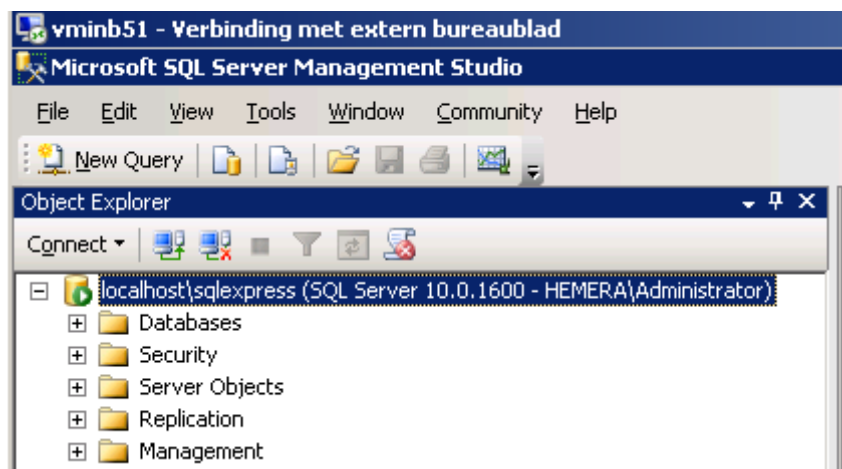 vminb51 - Verbinding met extern bureaublad
Microsoft SQL Server Management Studio
File Edit View Tools Window Community Help
New Query
Object Explorer
Connect
localhost\sqlexpress (SQL Server 10.0.1600 - HEMERA\Administrator)
Databases
Security
Server Objects
Replication
Management